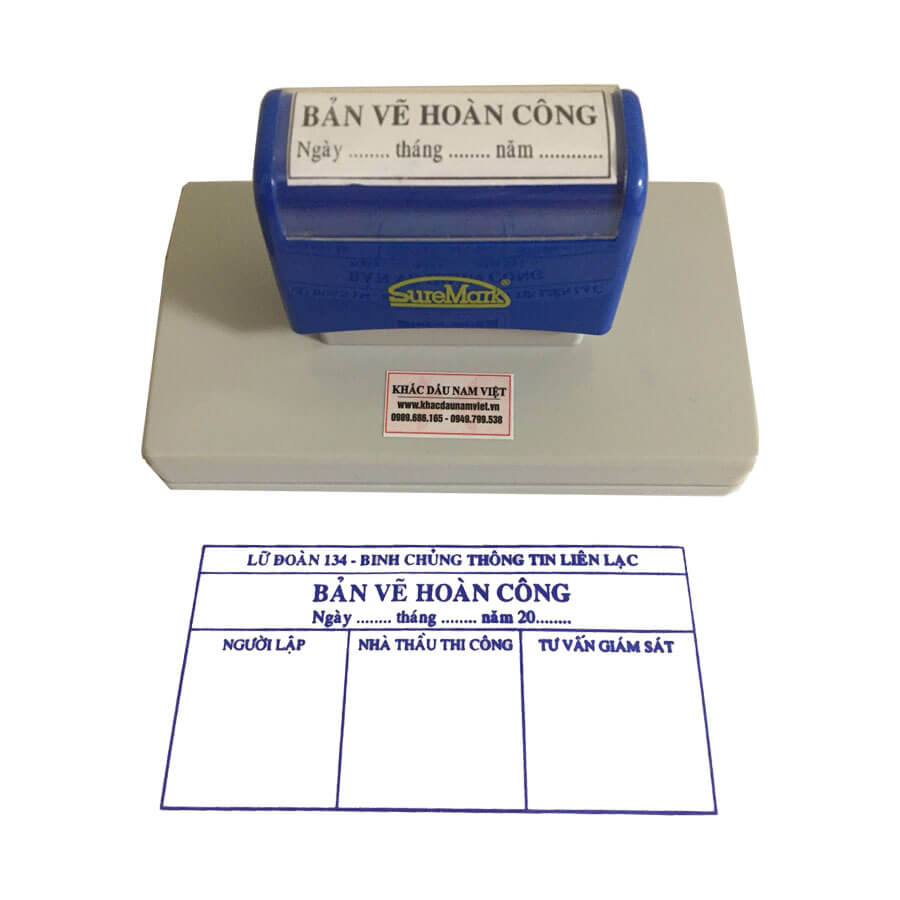 BẢN VẼ HOÀN CÔNG
Ngày ........ tháng ........ năm ............
SureMark®
KHẮC DẤU NAM VIỆT
www.khacdaunamviet.vn
0989.686.165 - 0949.799.538
LỮ ĐOÀN 134 - BINH CHỦNG THÔNG TIN LIÊN LẠC
BẢN VẼ HOÀN CÔNG
Ngày ........ tháng ........ năm 20........
NGƯỜI LẬP
NHÀ THẦU THI CÔNG
TƯ VẤN GIÁM SÁT